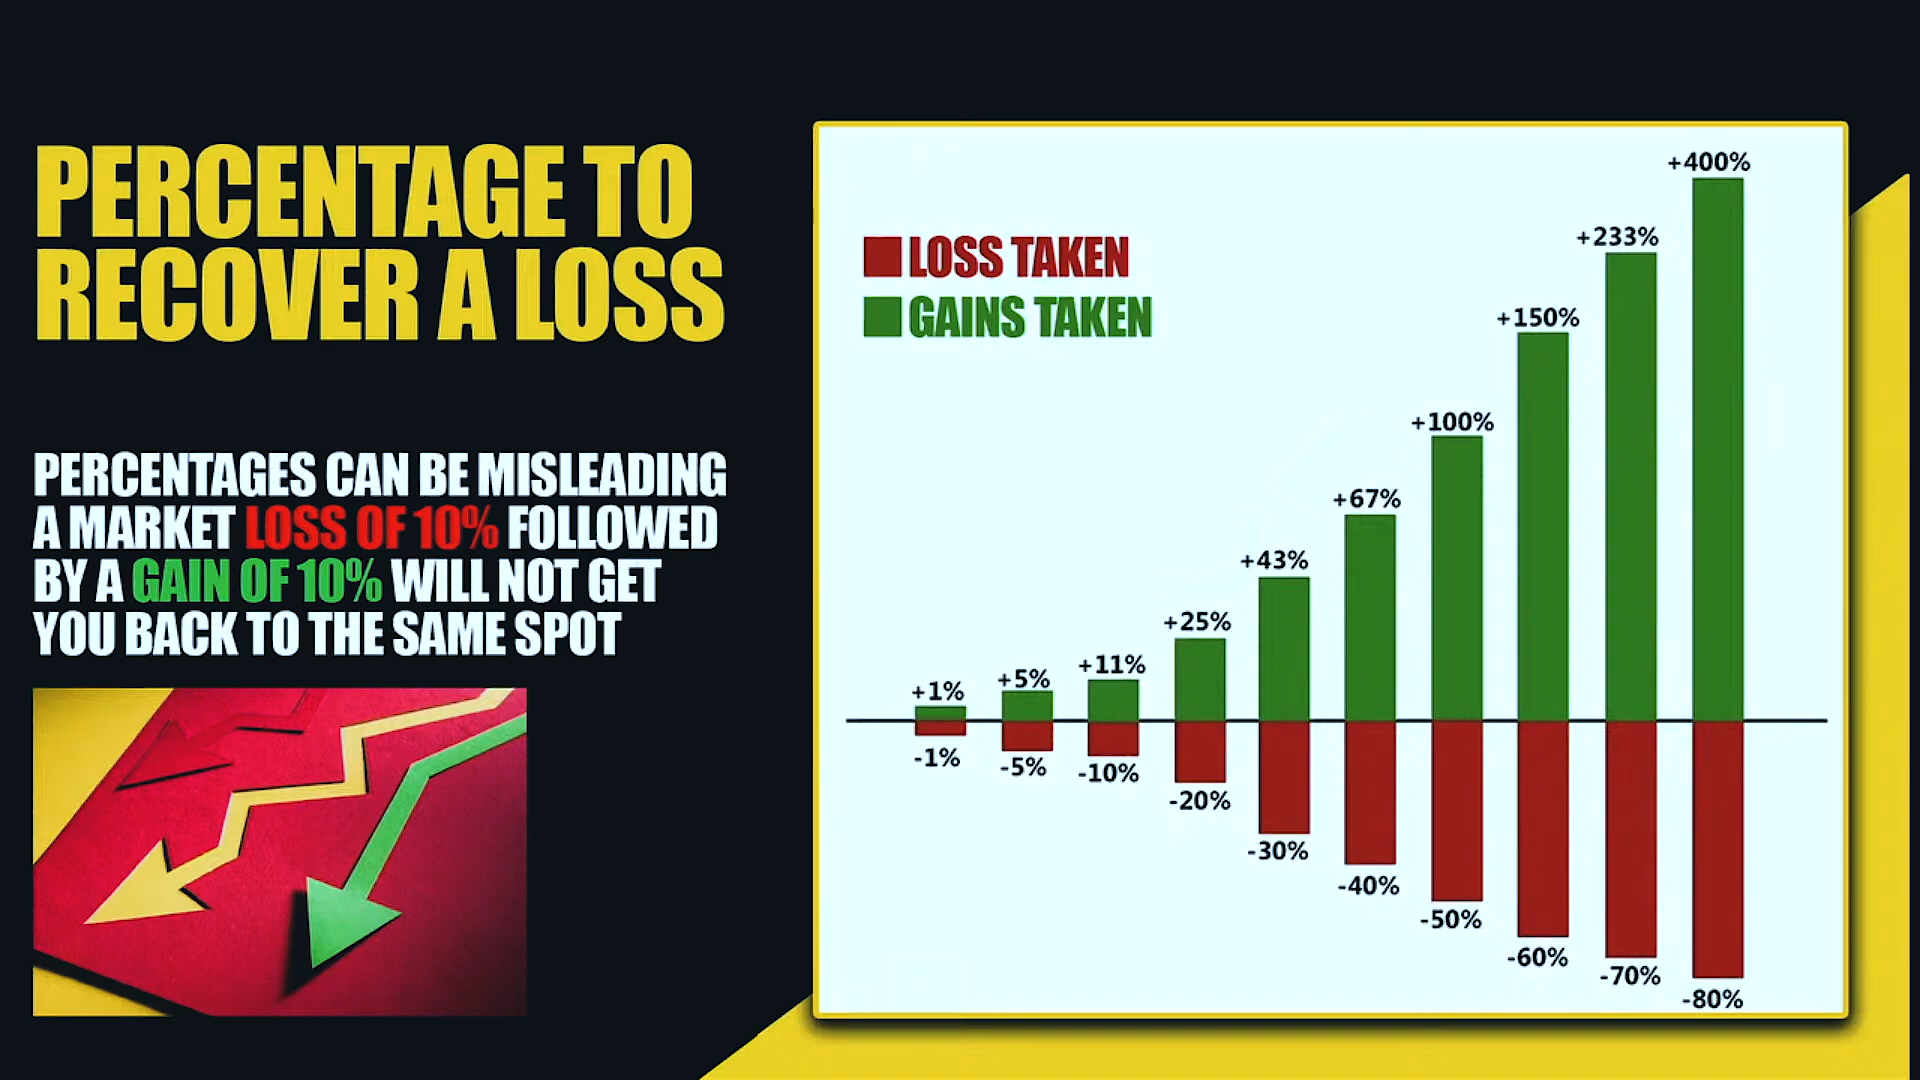 PERCENTAGE TO
RECOVER A LOSS
PERCENTAGES CAN BE MISLEADING
A MARKET LOSS OF 10% FOLLOWED
BY A GAIN OF 10% WILL NOT GET
YOU BACK TO THE SAME SPOT
LOSS TAKEN
GAINS TAKEN
+1%
+5%
+11%
+25%
+43%
+67%
+100%
+150%
+233%
+400%
-1%
-5%
-10%
-20%
-30%
-40%
-50%
-60%
-70%
-80%